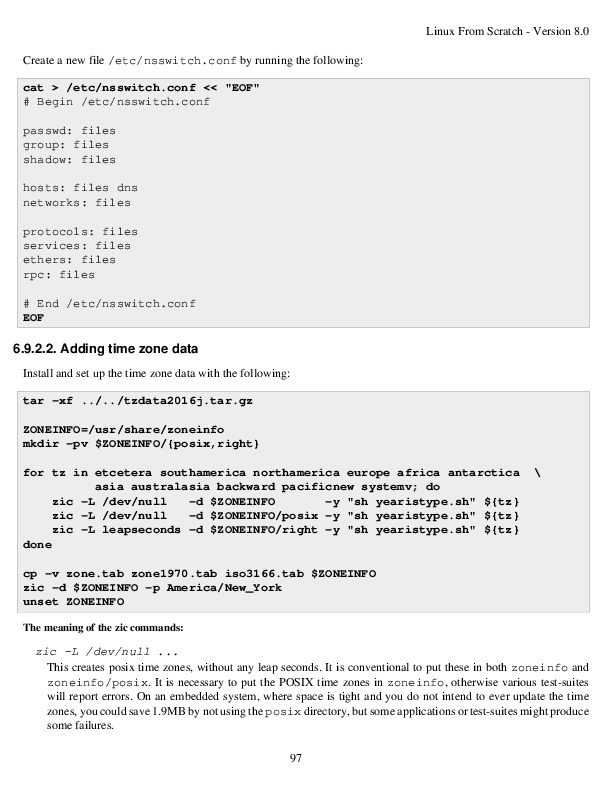 Linux From Scratch - Version 8.0
Create a new file /etc/nsswitch.conf by running the following:
cat > /etc/nsswitch.conf << "EOF"
# Begin /etc/nsswitch.conf
passwd: files
group: files
shadow: files
hosts: files dns
networks: files
protocols: files
services: files
ethers: files
rpc: files
# End /etc/nsswitch.conf
EOF
6.9.2.2. Adding time zone data
Install and set up the time zone data with the following:
tar -xf ../../tzdata2016j.tar.gz
ZONEINFO=/usr/share/zoneinfo
mkdir -pv $ZONEINFO/{posix,right}
for tz in etcetera southamerica northamerica europe africa antarctica  \
          asia australasia backward pacificnew systemv; do
    zic -L /dev/null   -d $ZONEINFO       -y "sh yearistype.sh" ${tz}
    zic -L /dev/null   -d $ZONEINFO/posix -y "sh yearistype.sh" ${tz}
    zic -L leapseconds -d $ZONEINFO/right -y "sh yearistype.sh" ${tz}
done
cp -v zone.tab zone1970.tab iso3166.tab $ZONEINFO
zic -d $ZONEINFO -p America/New_York
unset ZONEINFO
The meaning of the zic commands:
zic -L /dev/null ...
This creates posix time zones, without any leap seconds. It is conventional to put these in both zoneinfo and
zoneinfo/posix. It is necessary to put the POSIX time zones in zoneinfo, otherwise various test-suites
will report errors. On an embedded system, where space is tight and you do not intend to ever update the time
zones, you could save 1.9MB by not using the posix directory, but some applications or test-suites might produce
some failures.
97